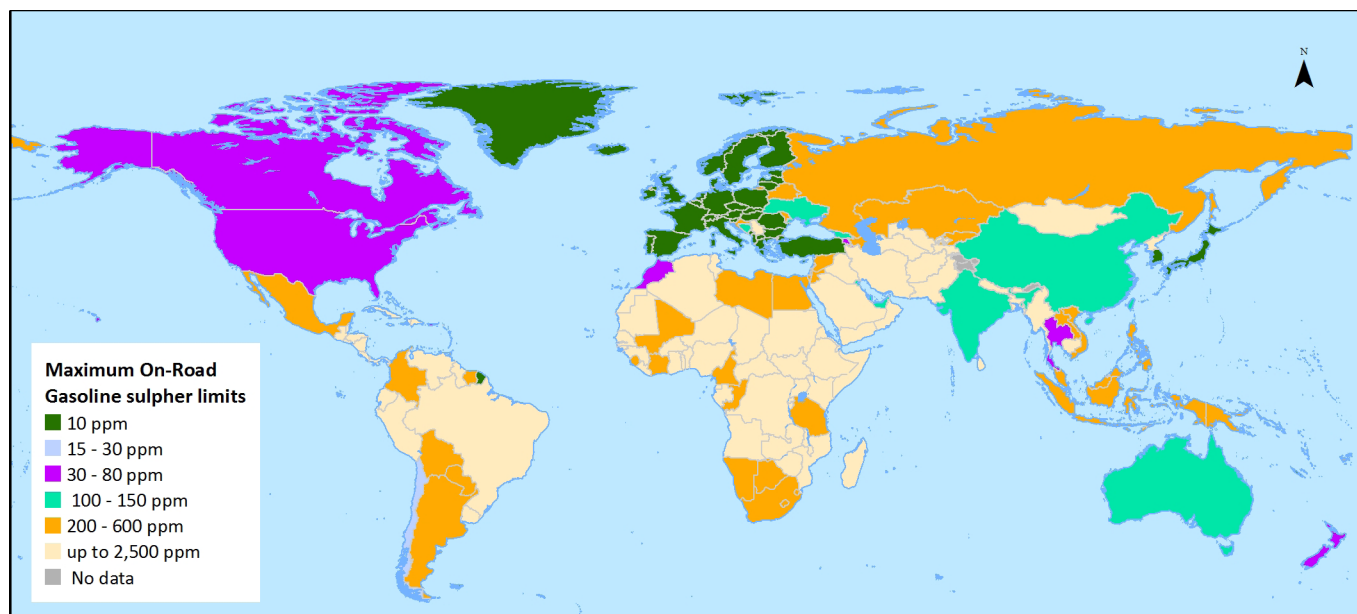 N
Maximum On-Road
Gasoline sulpher limits
10 ppm
15 - 30 ppm
30 - 80 ppm
100 - 150 ppm
200 - 600 ppm
up to 2,500 ppm
No data